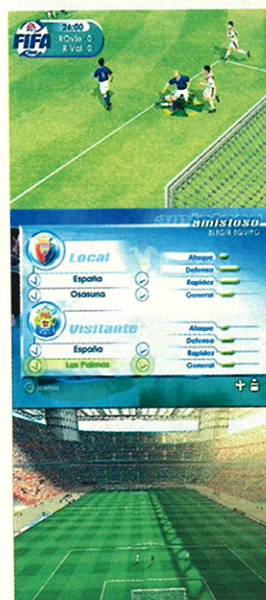 26:00
FIFA
ROvie 0
R Val 0
amistoso
ELEGIR EQUIPO
Local
España
Osasuna
Ataque
Defensa
Rapidez
General
Visitante
España
Las Palmas
Ataque
Defensa
Rapidez
General